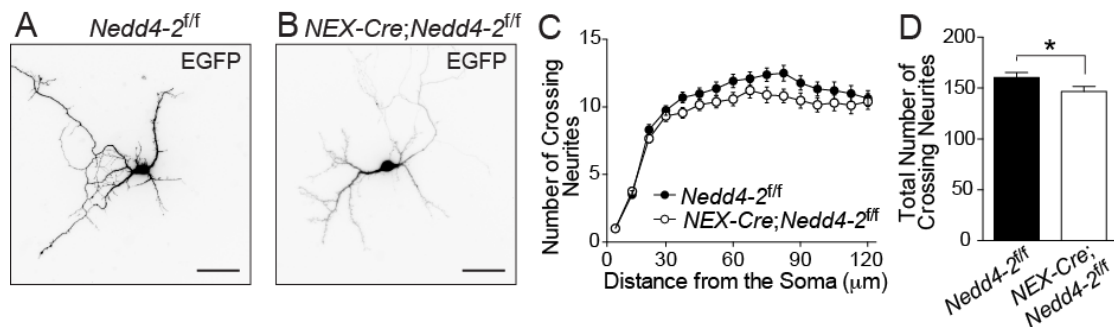 A
Nedd4-2f/f
EGFP
B
NEX-Cre;Nedd4-2f/f
EGFP
C
Number of Crossing
Neurites
15
10
5
0
0
30
60
90
120
Nedd4-2f/f
NEX-Cre;Nedd4-2f/f
Distance from the Soma (μm)
D
Total Number of
Crossing Neurites
200
150
100
50
0
*
Nedd4-2f/f
NEX-Cre;
Nedd4-2f/f